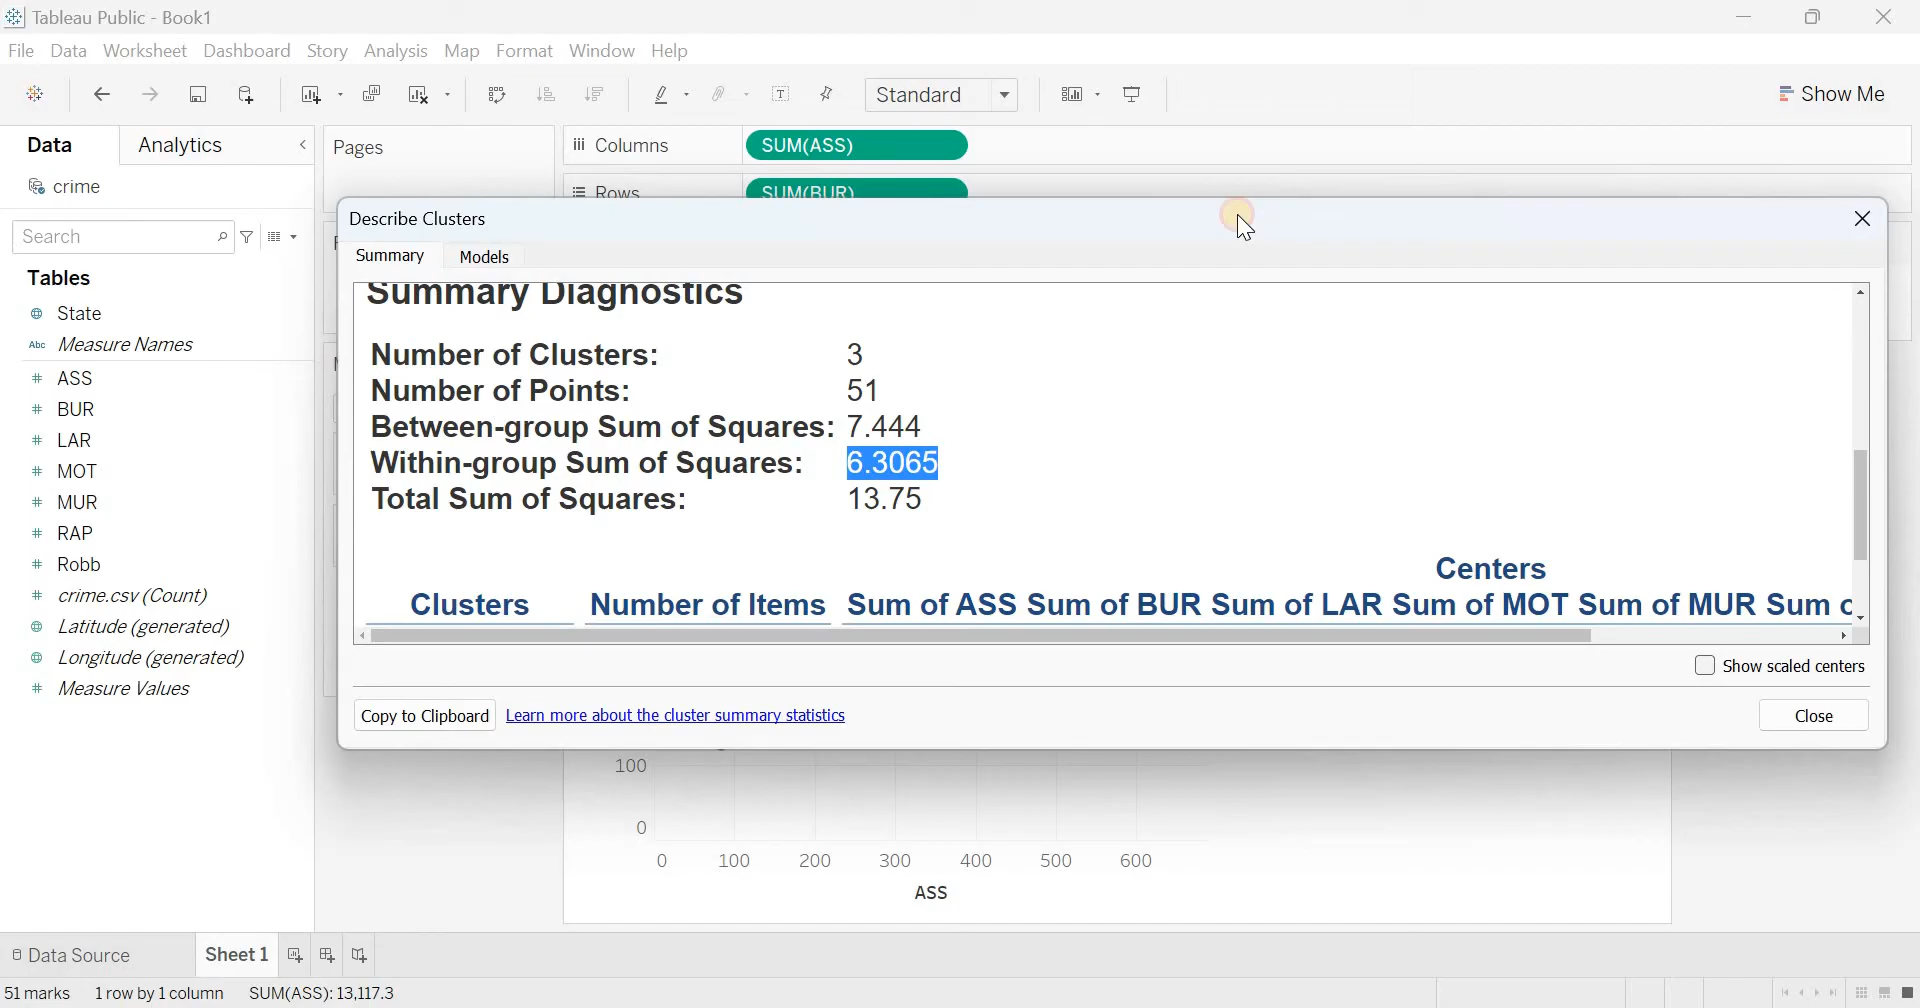 Tableau Public - Book1
File Data Worksheet Dashboard Story Analysis Map Format Window Help
Standard
Show Me
Data Analytics
Pages
Columns SUM(ASS)
crime
Rows SUM(BUR)
Search
Describe Clusters
Summary Models
Tables
State
Abc Measure Names
# ASS
# BUR
# LAR
# MOT
# MUR
# RAP
# Robb
# crime.csv (Count)
Latitude (generated)
Longitude (generated)
# Measure Values
Summary Diagnostics
Number of Clusters: 3
Number of Points: 51
Between-group Sum of Squares: 7.444
Within-group Sum of Squares: 6.3065
Total Sum of Squares: 13.75
Centers
Clusters Number of Items Sum of ASS Sum of BUR Sum of LAR Sum of MOT Sum of MUR Sum
Show scaled centers
Copy to Clipboard Learn more about the cluster summary statistics Close
100
0
0 100 200 300 400 500 600
ASS
Data Source Sheet 1
51 marks 1 row by 1 column SUM(ASS): 13,117.3